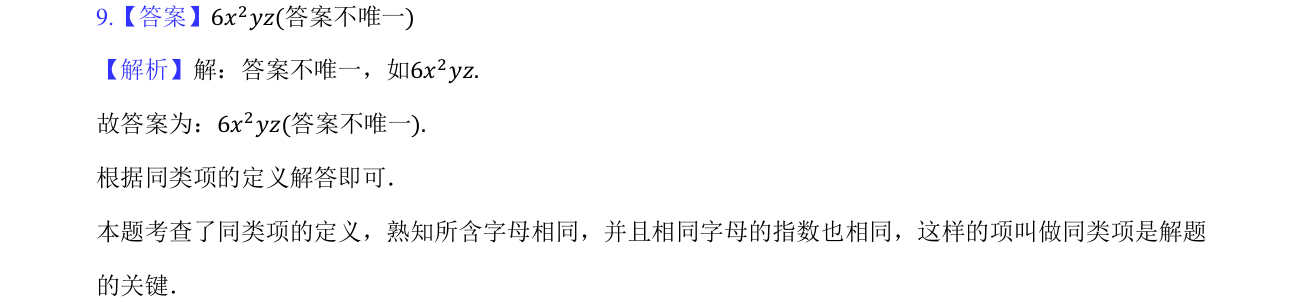 9.【答案】6x²yz(答案不唯一)
【解析】解：答案不唯一，如6x²yz.
故答案为：6x²yz(答案不唯一).
根据同类项的定义解答即可．
本题考查了同类项的定义，熟知所含字母相同，并且相同字母的指数也相同，这样的项叫做同类项是解题
的关键．